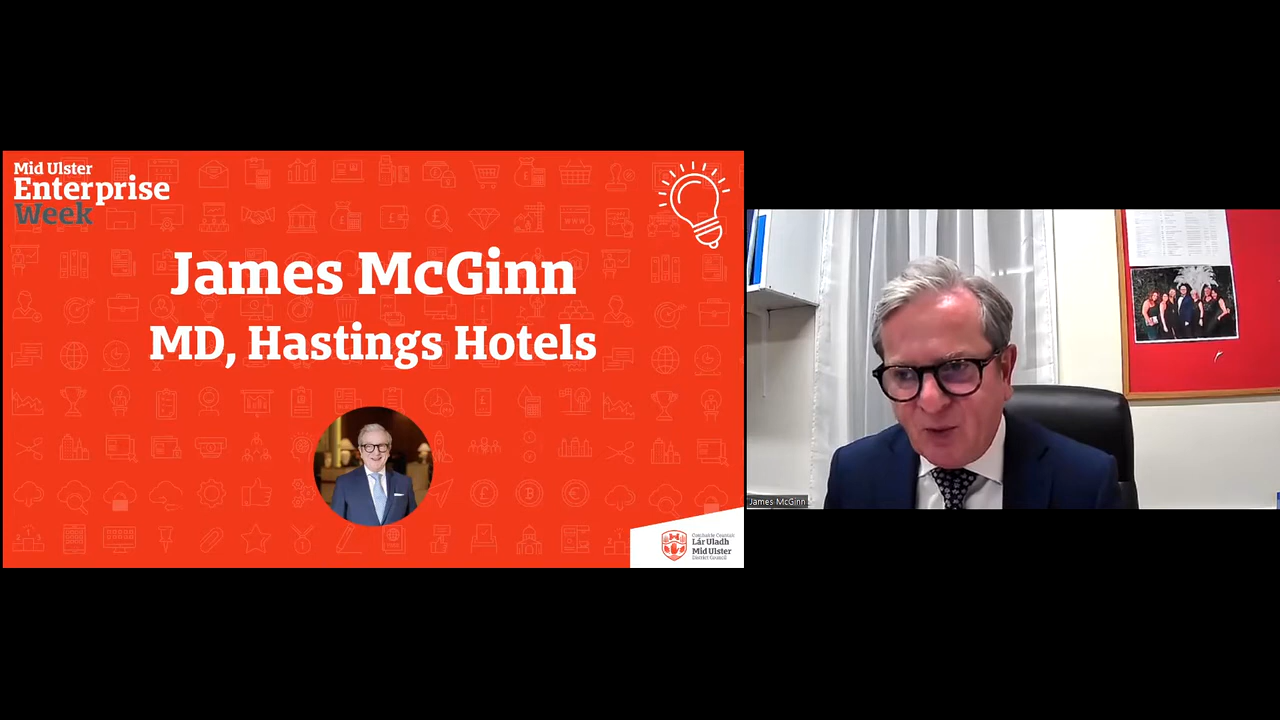 Mid Ulster
Enterprise
Week
James McGinn
MD, Hastings Hotels
Comhairle Ceantair
Lár Uladh
Mid Ulster
District Council
James McGinn